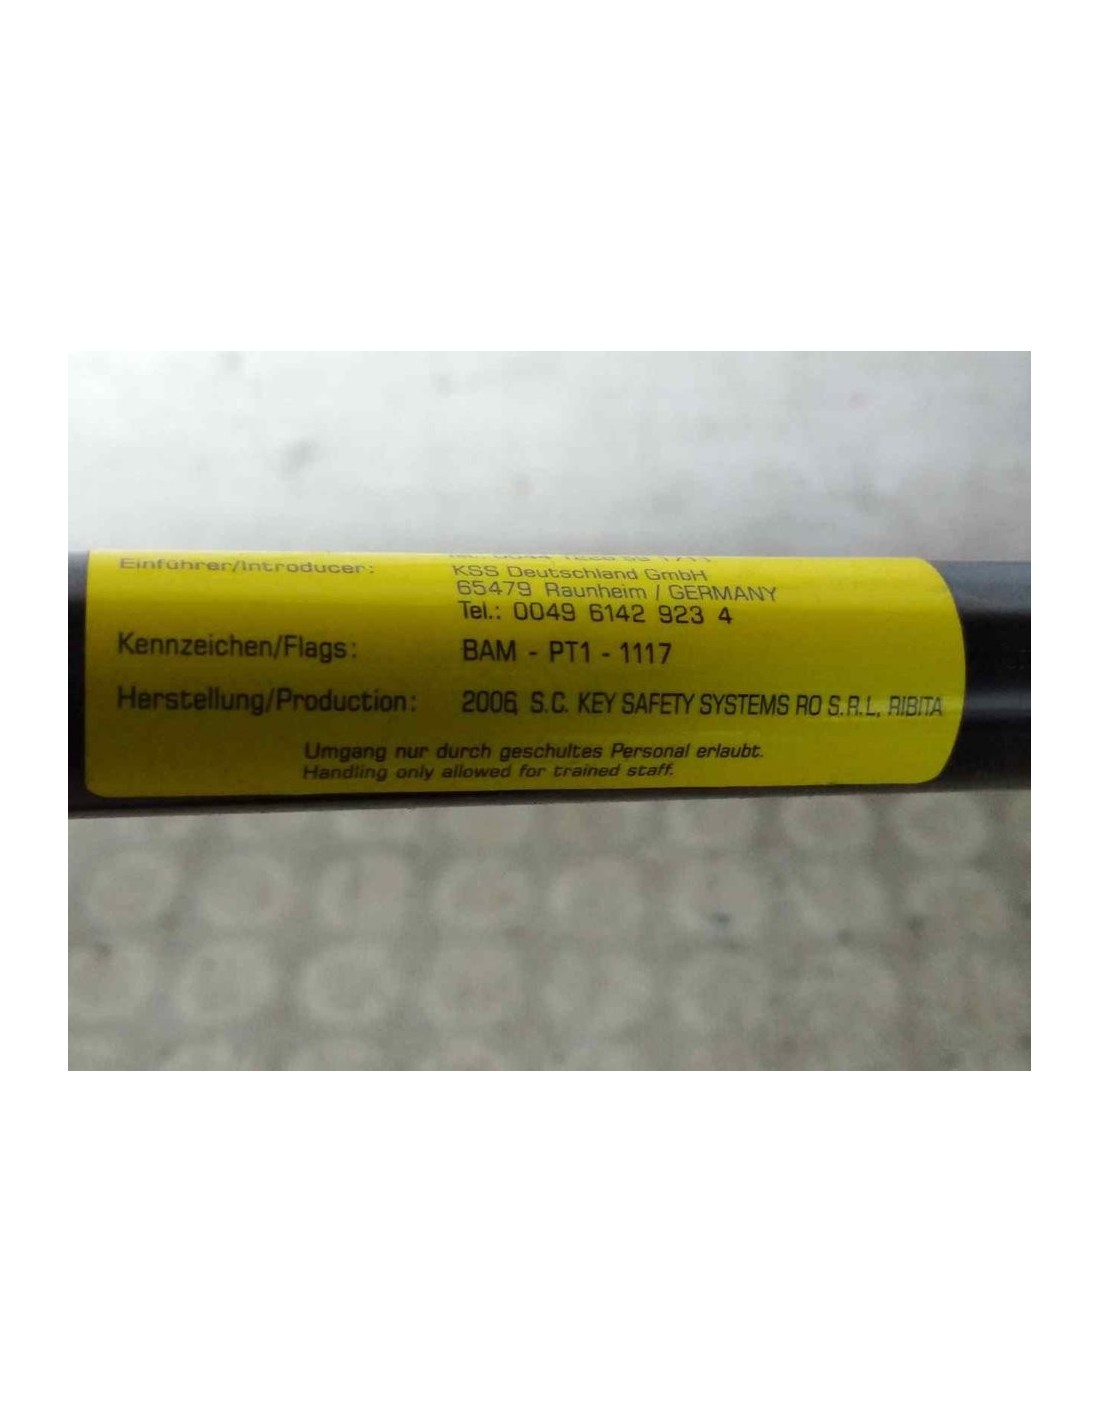 Einführer/Introducer: KSS Deutschland GmbH
65479 Raunheim / GERMANY
Tel.: 0049 6142 923 4
Kennzeichen/Flags: BAM - PT1 - 1117
Herstellung/Production: 2006, S.C. KEY SAFETY SYSTEMS RO S.R.L, RIBITA
Umgang nur durch geschultes Personal erlaubt.
Handling only allowed for trained staff.